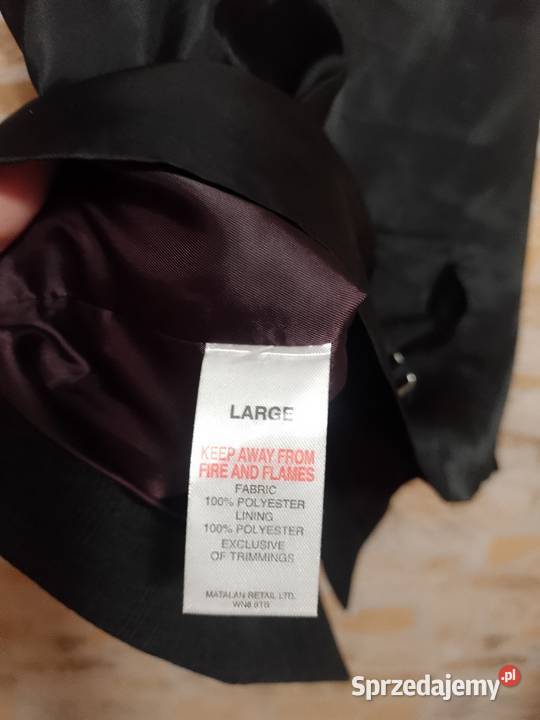 LARGE
KEEP AWAY FROM
FIRE AND FLAMES
FABRIC
100% POLYESTER
LINING
100% POLYESTER
EXCLUSIVE
OF TRIMMINGS
MATALAN RETAIL LTD.
WN8 9TB
Sprzedajemy.pl